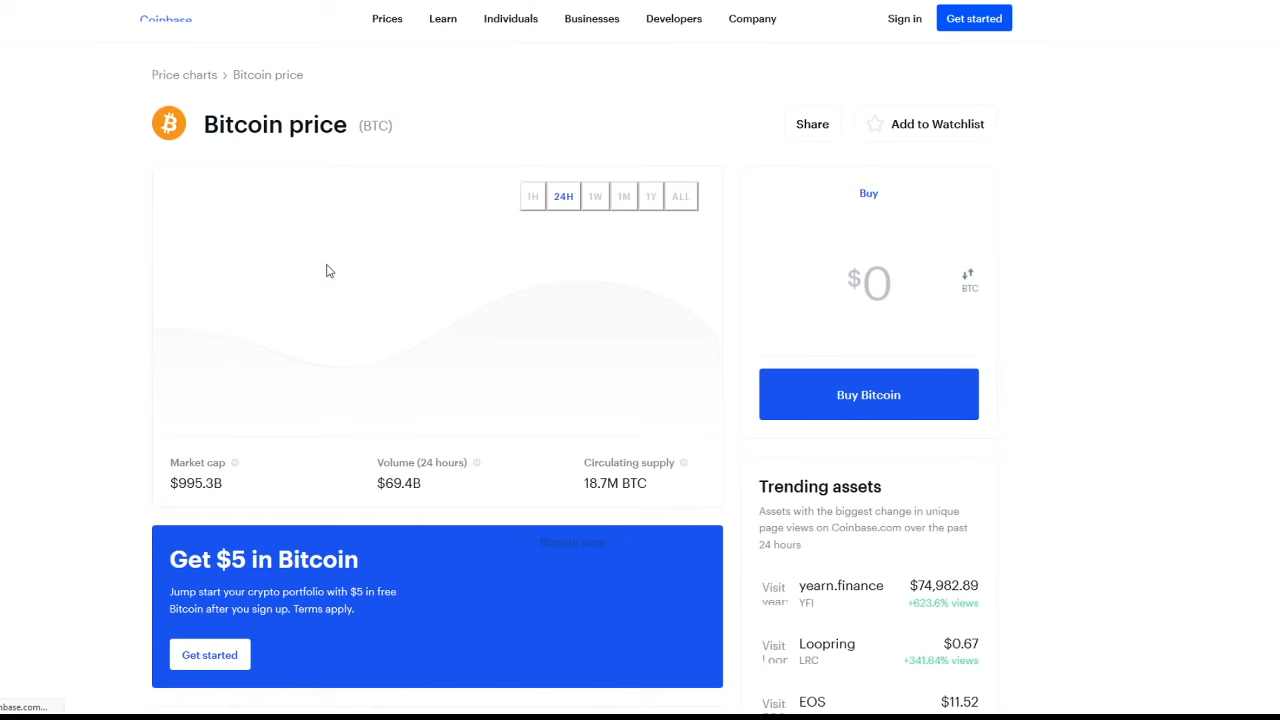 Coinbase
Prices
Learn
Individuals
Businesses
Developers
Company
Sign in
Get started
Price charts › Bitcoin price
Bitcoin price (BTC)
Share
Add to Watchlist
1H
24H
1W
1M
1Y
ALL
Buy
$0
BTC
Buy Bitcoin
Market cap
$995.3B
Volume (24 hours)
$69.4B
Circulating supply
18.7M BTC
Get $5 in Bitcoin
Jump start your crypto portfolio with $5 in free
Bitcoin after you sign up. Terms apply.
Get started
Bitcoin icon
Trending assets
Assets with the biggest change in unique
page views on Coinbase.com over the past
24 hours
Visit
yearn.finance
$74,982.89
YFI
+623.6% views
Visit
Loopring
$0.67
LRC
+341.64% views
Visit
EOS
$11.52
nbase.com...